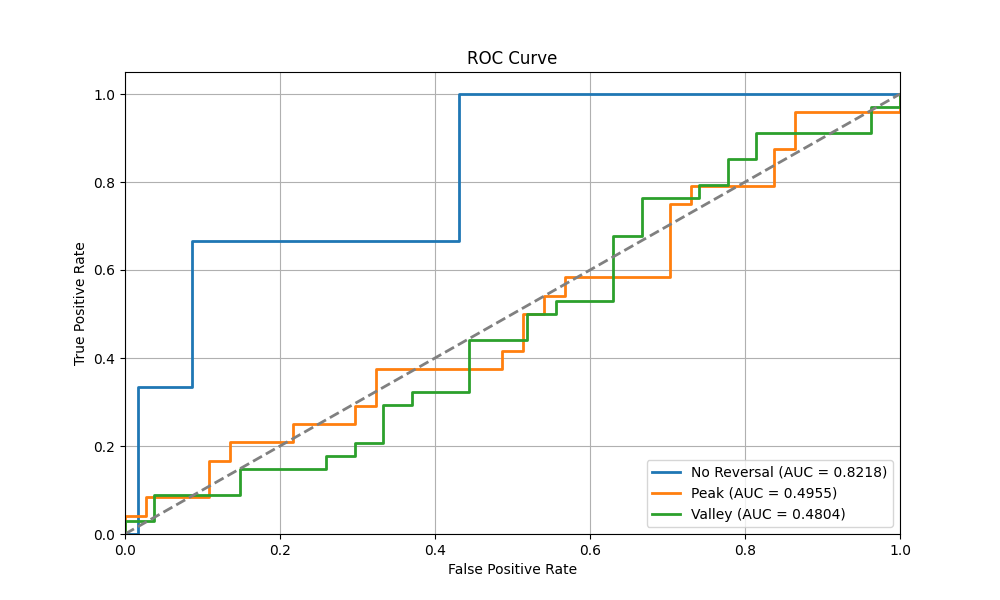 ROC Curve
True Positive Rate
1.0
0.8
0.6
0.4
0.2
0.0
0.0 0.2 0.4 0.6 0.8 1.0
False Positive Rate
No Reversal (AUC = 0.8218)
Peak (AUC = 0.4955)
Valley (AUC = 0.4804)